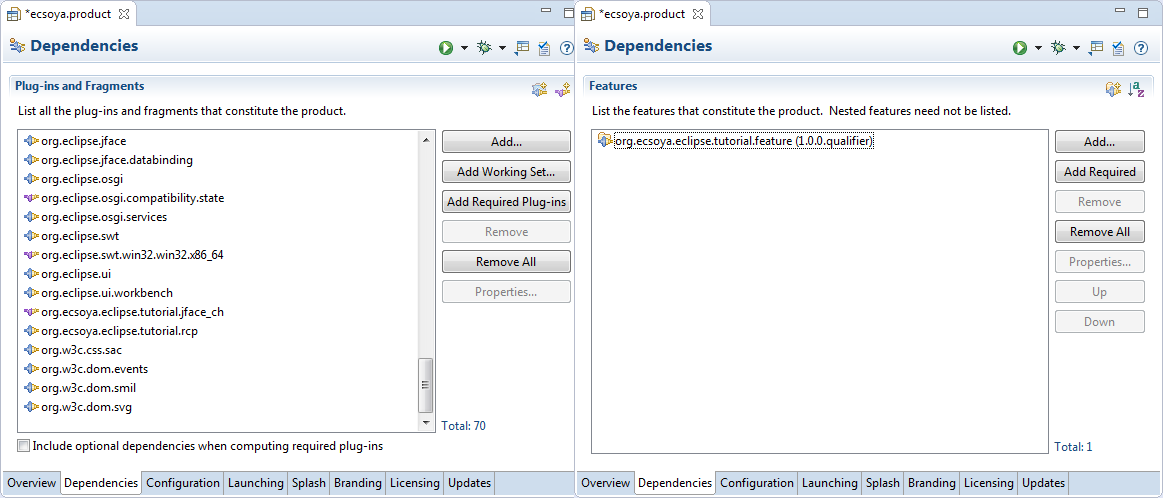 *ecsoya.product
Dependencies
Plug-ins and Fragments
List all the plug-ins and fragments that constitute the product.
org.eclipse.jface
org.eclipse.jface.databinding
org.eclipse.osgi
org.eclipse.osgi.compatibility.state
org.eclipse.osgi.services
org.eclipse.swt
org.eclipse.swt.win32.win32.x86_64
org.eclipse.ui
org.eclipse.ui.workbench
org.ecsoya.eclipse.tutorial.jface_ch
org.ecsoya.eclipse.tutorial.rcp
org.w3c.css.sac
org.w3c.dom.events
org.w3c.dom.smil
org.w3c.dom.svg
Add...
Add Working Set...
Add Required Plug-ins
Remove
Remove All
Properties...
Total: 70
Include optional dependencies when computing required plug-ins
Overview Dependencies Configuration Launching Splash Branding Licensing Updates
*ecsoya.product
Dependencies
Features
List the features that constitute the product. Nested features need not be listed.
org.ecsoya.eclipse.tutorial.feature (1.0.0.qualifier)
Add...
Add Required
Remove
Remove All
Properties...
Up
Down
Total: 1
Overview Dependencies Configuration Launching Splash Branding Licensing Updates